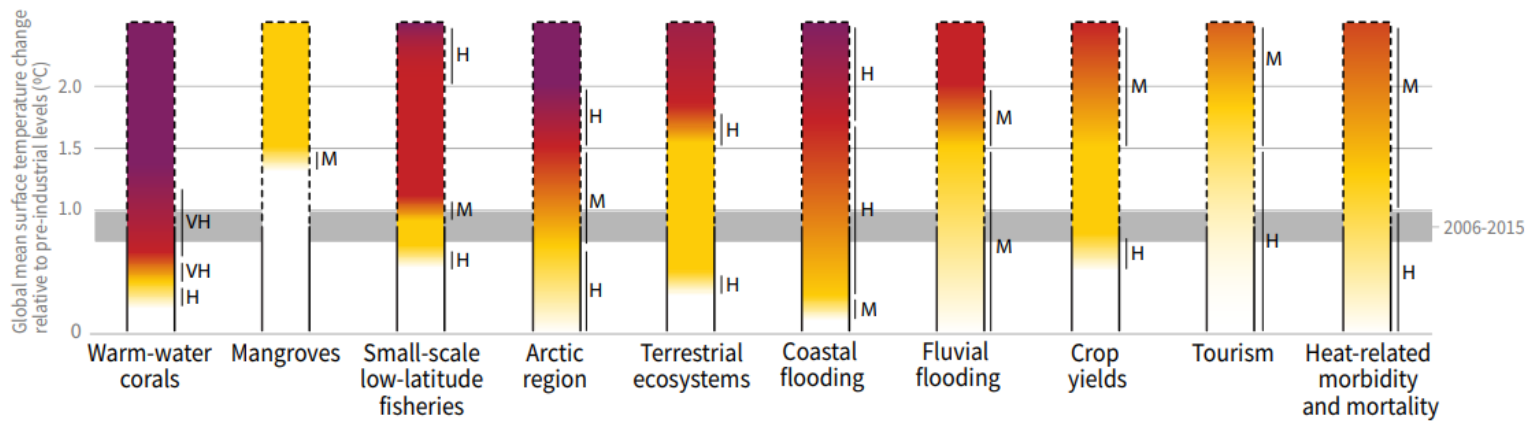 Global mean surface temperature change
relative to pre-industrial levels (ºC)
2.0
1.5
1.0
0
H
M
H
H
M
H
M
H
H
M
H
VH
VH
H
M
H
H
M
H
H
H
M
M
M
M
H
M
H
M
H
2006-2015
Warm-water
corals
Mangroves
Small-scale
low-latitude
fisheries
Arctic
region
Terrestrial
ecosystems
Coastal
flooding
Fluvial
flooding
Crop
yields
Tourism
Heat-related
morbidity
and mortality